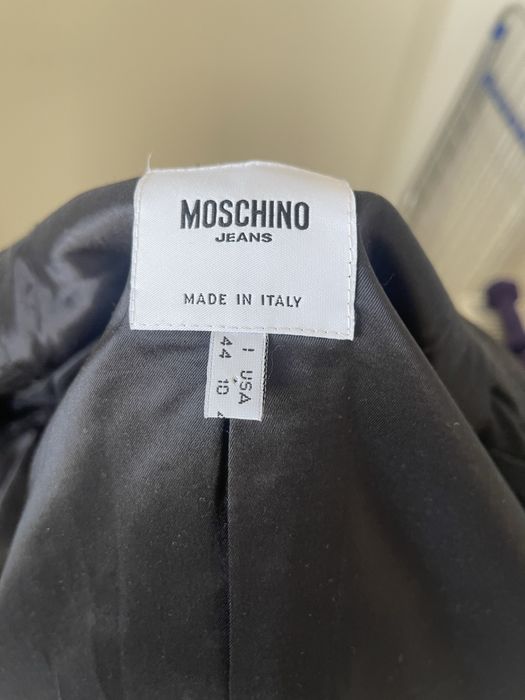 MOSCHINO
JEANS
MADE IN ITALY
I USA
44 10